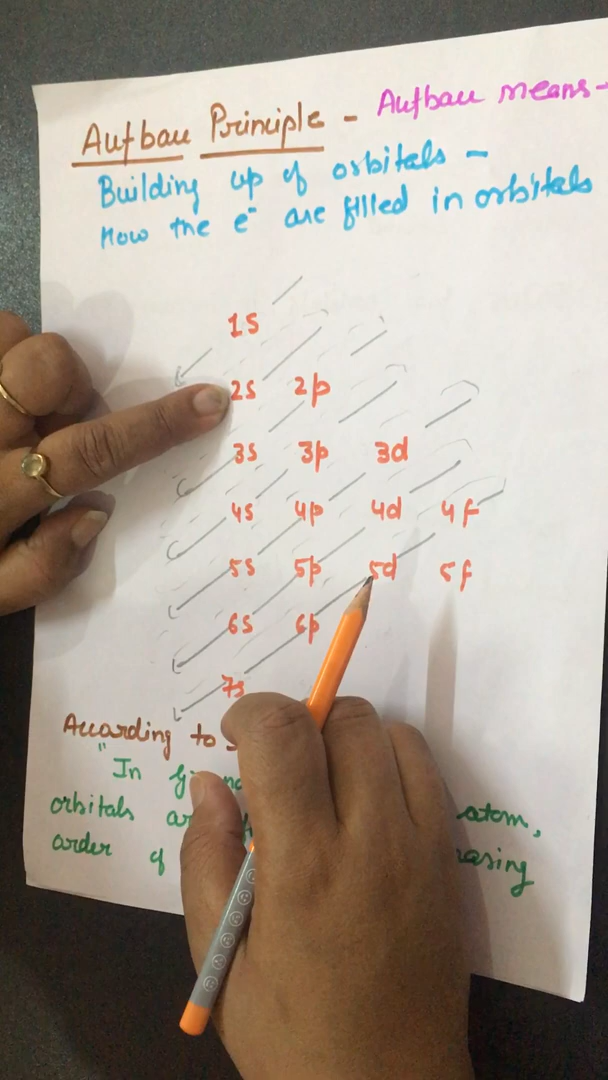 Aufbau Principle - Aufbau means-
Building up of orbitals -
How the e⁻ are filled in orbitals
1S
2S 2p
3S 3p 3d
4S 4p 4d 4f
5S 5p 5d 5f
6S 6p
7s
According to
"In
orbitals atom,
order of